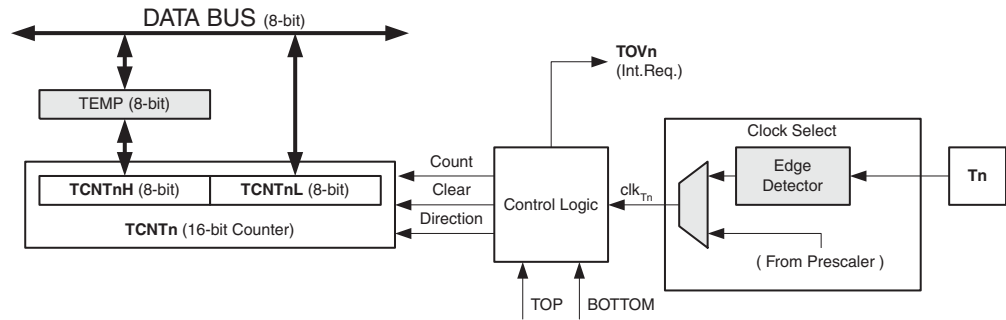 DATA BUS (8-bit)
TOVn
(Int.Req.)
TEMP (8-bit)
Clock Select
Count
Edge
Detector
TCNTnH (8-bit) TCNTnL (8-bit)
Clear
Control Logic
clkTn
Tn
TCNTn (16-bit Counter)
Direction
( From Prescaler )
TOP
BOTTOM